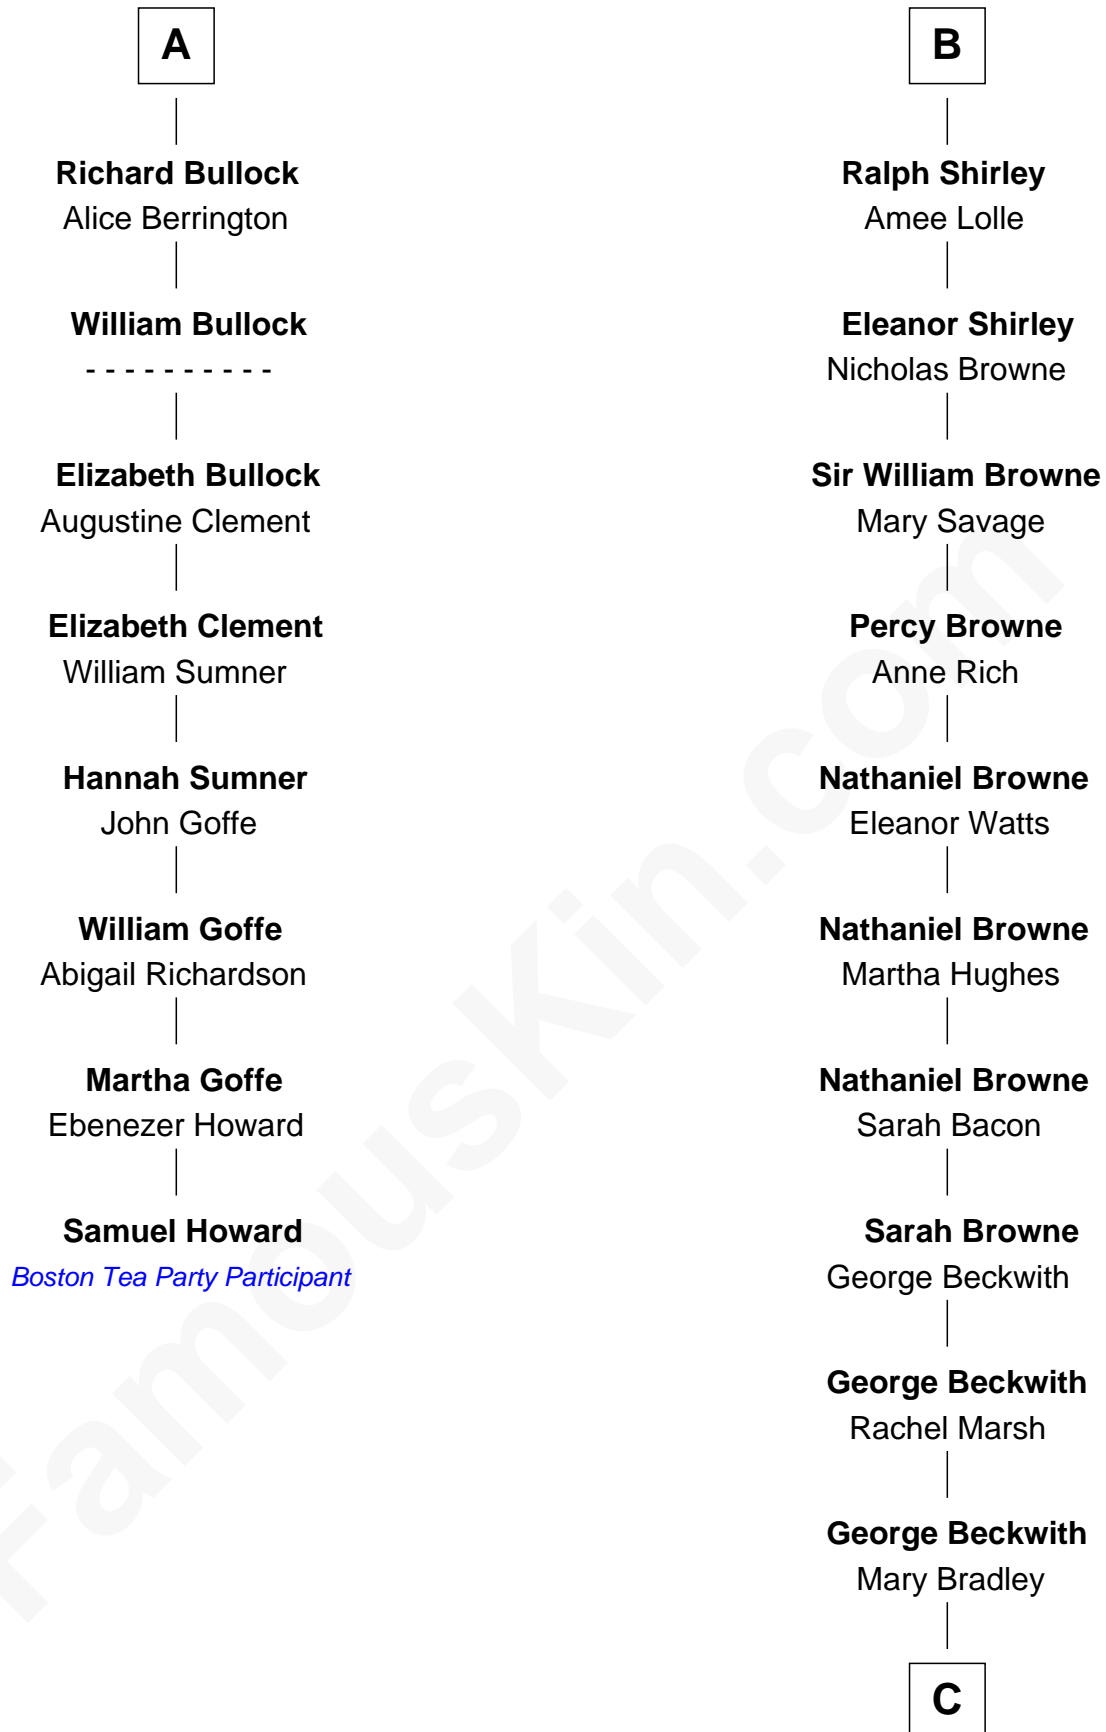 A
Richard Bullock
Alice Berrington
William Bullock
- - - - - - - - - -
Elizabeth Bullock
Augustine Clement
Elizabeth Clement
William Sumner
Hannah Sumner
John Goffe
William Goffe
Abigail Richardson
Martha Goffe
Ebenezer Howard
Samuel Howard
Boston Tea Party Participant
B
Ralph Shirley
Amee Lolle
Eleanor Shirley
Nicholas Browne
Sir William Browne
Mary Savage
Percy Browne
Anne Rich
Nathaniel Browne
Eleanor Watts
Nathaniel Browne
Martha Hughes
Nathaniel Browne
Sarah Bacon
Sarah Browne
George Beckwith
George Beckwith
Rachel Marsh
George Beckwith
Mary Bradley
C
FamousKin.com